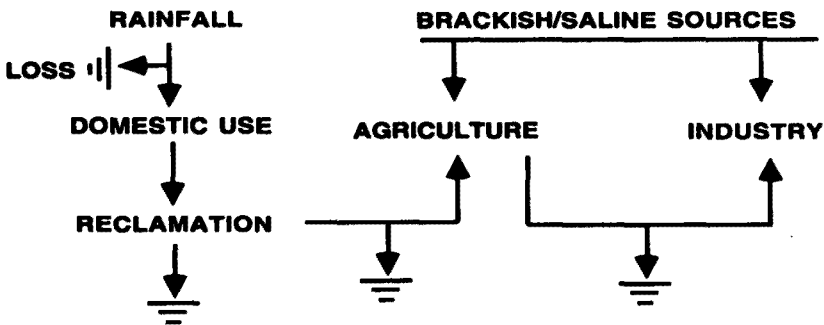 RAINFALL
BRACKISH/SALINE SOURCES
LOSS
DOMESTIC USE
AGRICULTURE
INDUSTRY
RECLAMATION